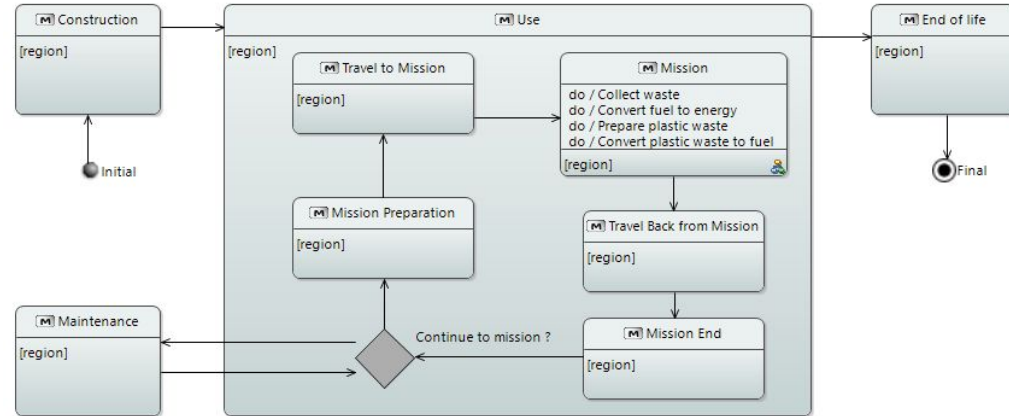 M Construction
[region]
Initial
M Use
[region]
M Travel to Mission
[region]
M Mission
do / Collect waste
do / Convert fuel to energy
do / Prepare plastic waste
do / Convert plastic waste to fuel
[region]
M Mission Preparation
[region]
M Travel Back from Mission
[region]
M Mission End
[region]
Continue to mission ?
M Maintenance
[region]
M End of life
[region]
Final